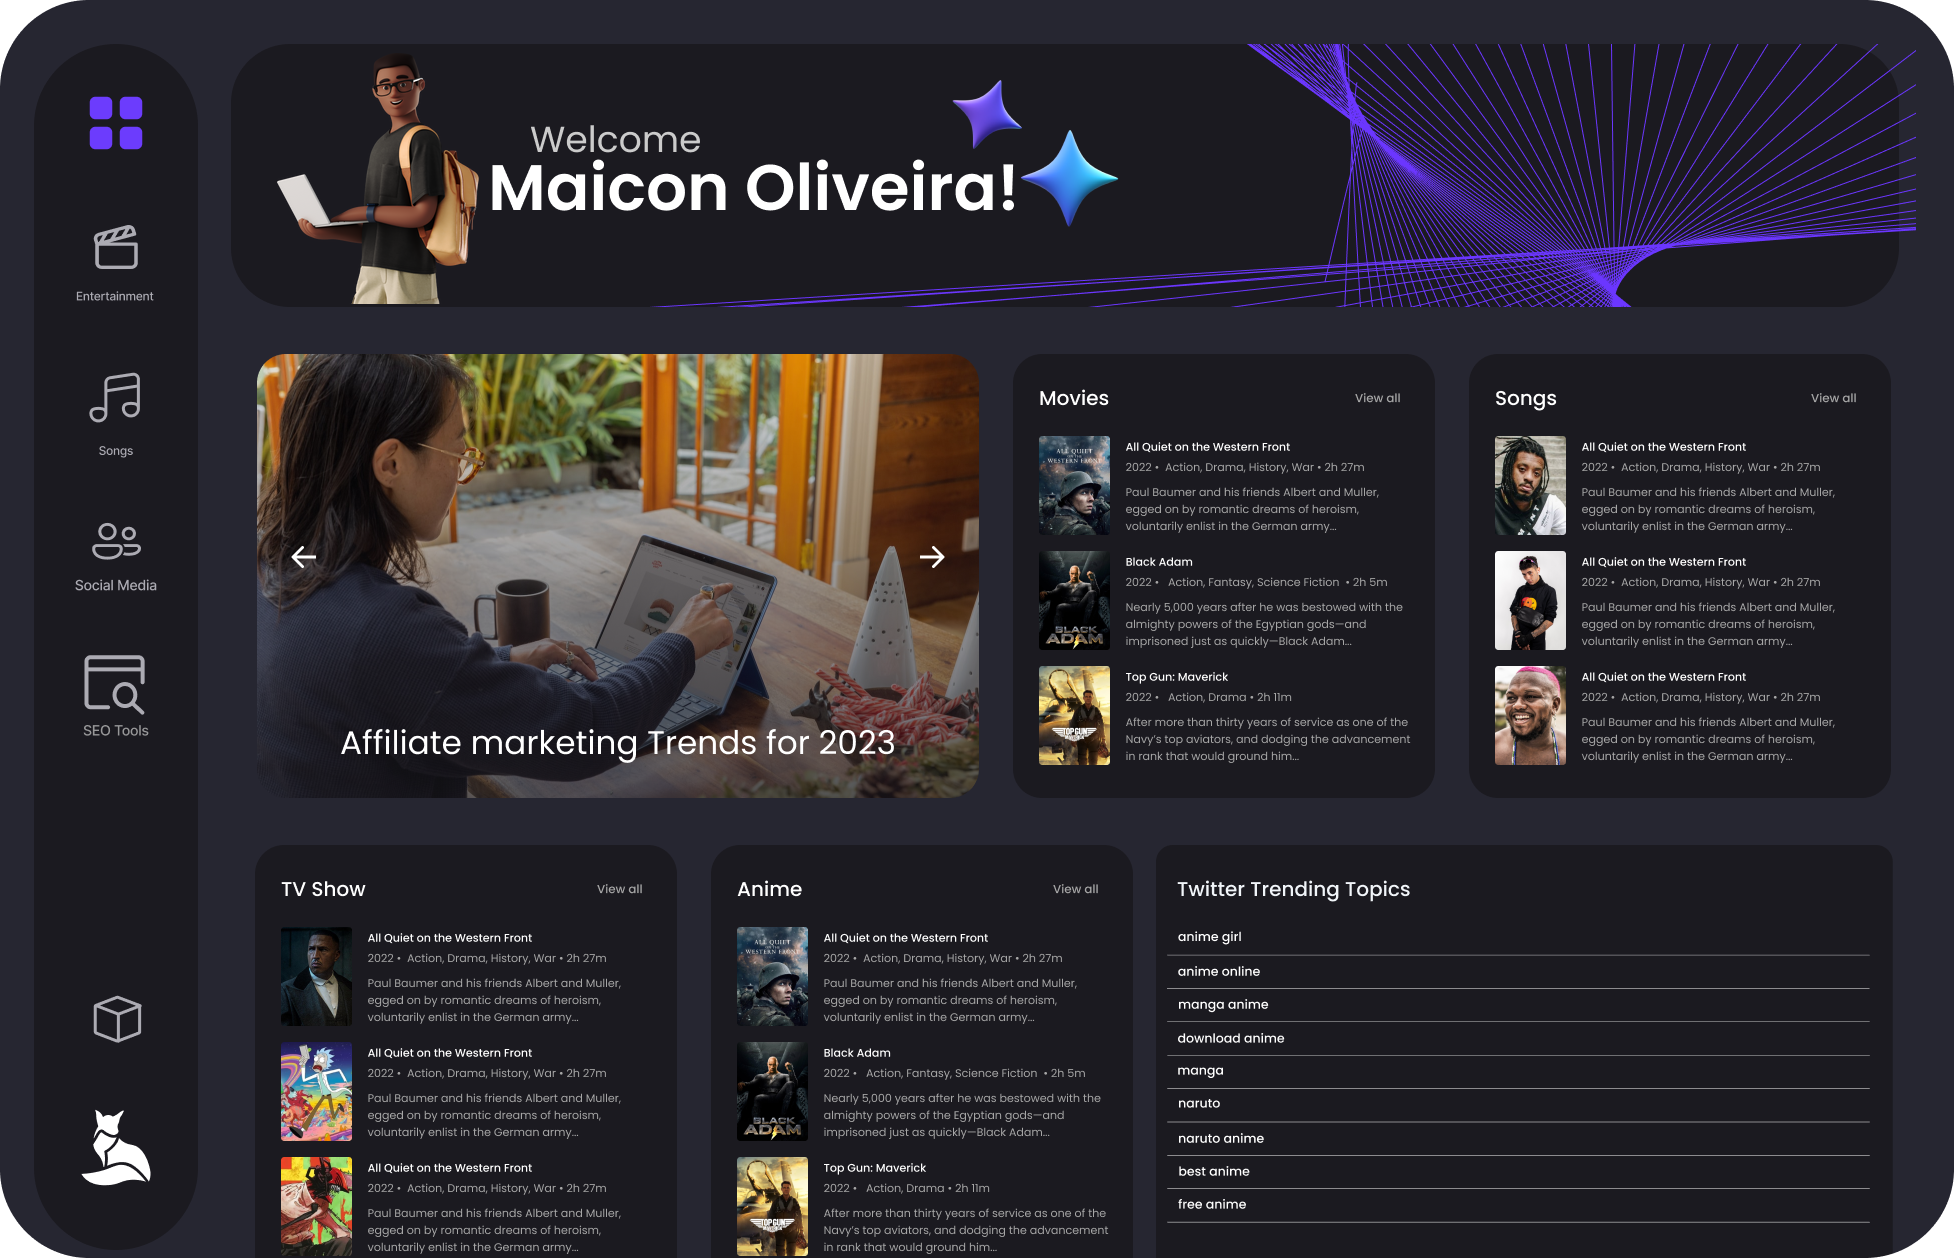 Entertainment
Songs
Social Media
SEO Tools
Welcome
Maicon Oliveira!
Affiliate marketing Trends for 2023
Movies
View all
ALL QUIET
ON THE
WESTERN FRONT
All Quiet on the Western Front
2022 • Action, Drama, History, War • 2h 27m
Paul Baumer and his friends Albert and Muller,
egged on by romantic dreams of heroism,
voluntarily enlist in the German army...
BLACK
ADAM
Black Adam
2022 • Action, Fantasy, Science Fiction • 2h 5m
Nearly 5,000 years after he was bestowed with the
almighty powers of the Egyptian gods—and
imprisoned just as quickly—Black Adam...
TOP GUN
Top Gun: Maverick
2022 • Action, Drama • 2h 11m
After more than thirty years of service as one of the
Navy's top aviators, and dodging the advancement
in rank that would ground him...
Songs
View all
All Quiet on the Western Front
2022 • Action, Drama, History, War • 2h 27m
Paul Baumer and his friends Albert and Muller,
egged on by romantic dreams of heroism,
voluntarily enlist in the German army...
All Quiet on the Western Front
2022 • Action, Drama, History, War • 2h 27m
Paul Baumer and his friends Albert and Muller,
egged on by romantic dreams of heroism,
voluntarily enlist in the German army...
All Quiet on the Western Front
2022 • Action, Drama, History, War • 2h 27m
Paul Baumer and his friends Albert and Muller,
egged on by romantic dreams of heroism,
voluntarily enlist in the German army...
TV Show
View all
All Quiet on the Western Front
2022 • Action, Drama, History, War • 2h 27m
Paul Baumer and his friends Albert and Muller,
egged on by romantic dreams of heroism,
voluntarily enlist in the German army...
All Quiet on the Western Front
2022 • Action, Drama, History, War • 2h 27m
Paul Baumer and his friends Albert and Muller,
egged on by romantic dreams of heroism,
voluntarily enlist in the German army...
All Quiet on the Western Front
2022 • Action, Drama, History, War • 2h 27m
Paul Baumer and his friends Albert and Muller,
egged on by romantic dreams of heroism,
voluntarily enlist in the German army...
Anime
View all
ALL QUIET
ON THE
WESTERN FRONT
All Quiet on the Western Front
2022 • Action, Drama, History, War • 2h 27m
Paul Baumer and his friends Albert and Muller,
egged on by romantic dreams of heroism,
voluntarily enlist in the German army...
BLACK
ADAM
Black Adam
2022 • Action, Fantasy, Science Fiction • 2h 5m
Nearly 5,000 years after he was bestowed with the
almighty powers of the Egyptian gods—and
imprisoned just as quickly—Black Adam...
TOP GUN
Top Gun: Maverick
2022 • Action, Drama • 2h 11m
After more than thirty years of service as one of the
Navy's top aviators, and dodging the advancement
in rank that would ground him...
Twitter Trending Topics
anime girl
anime online
manga anime
download anime
manga
naruto
naruto anime
best anime
free anime